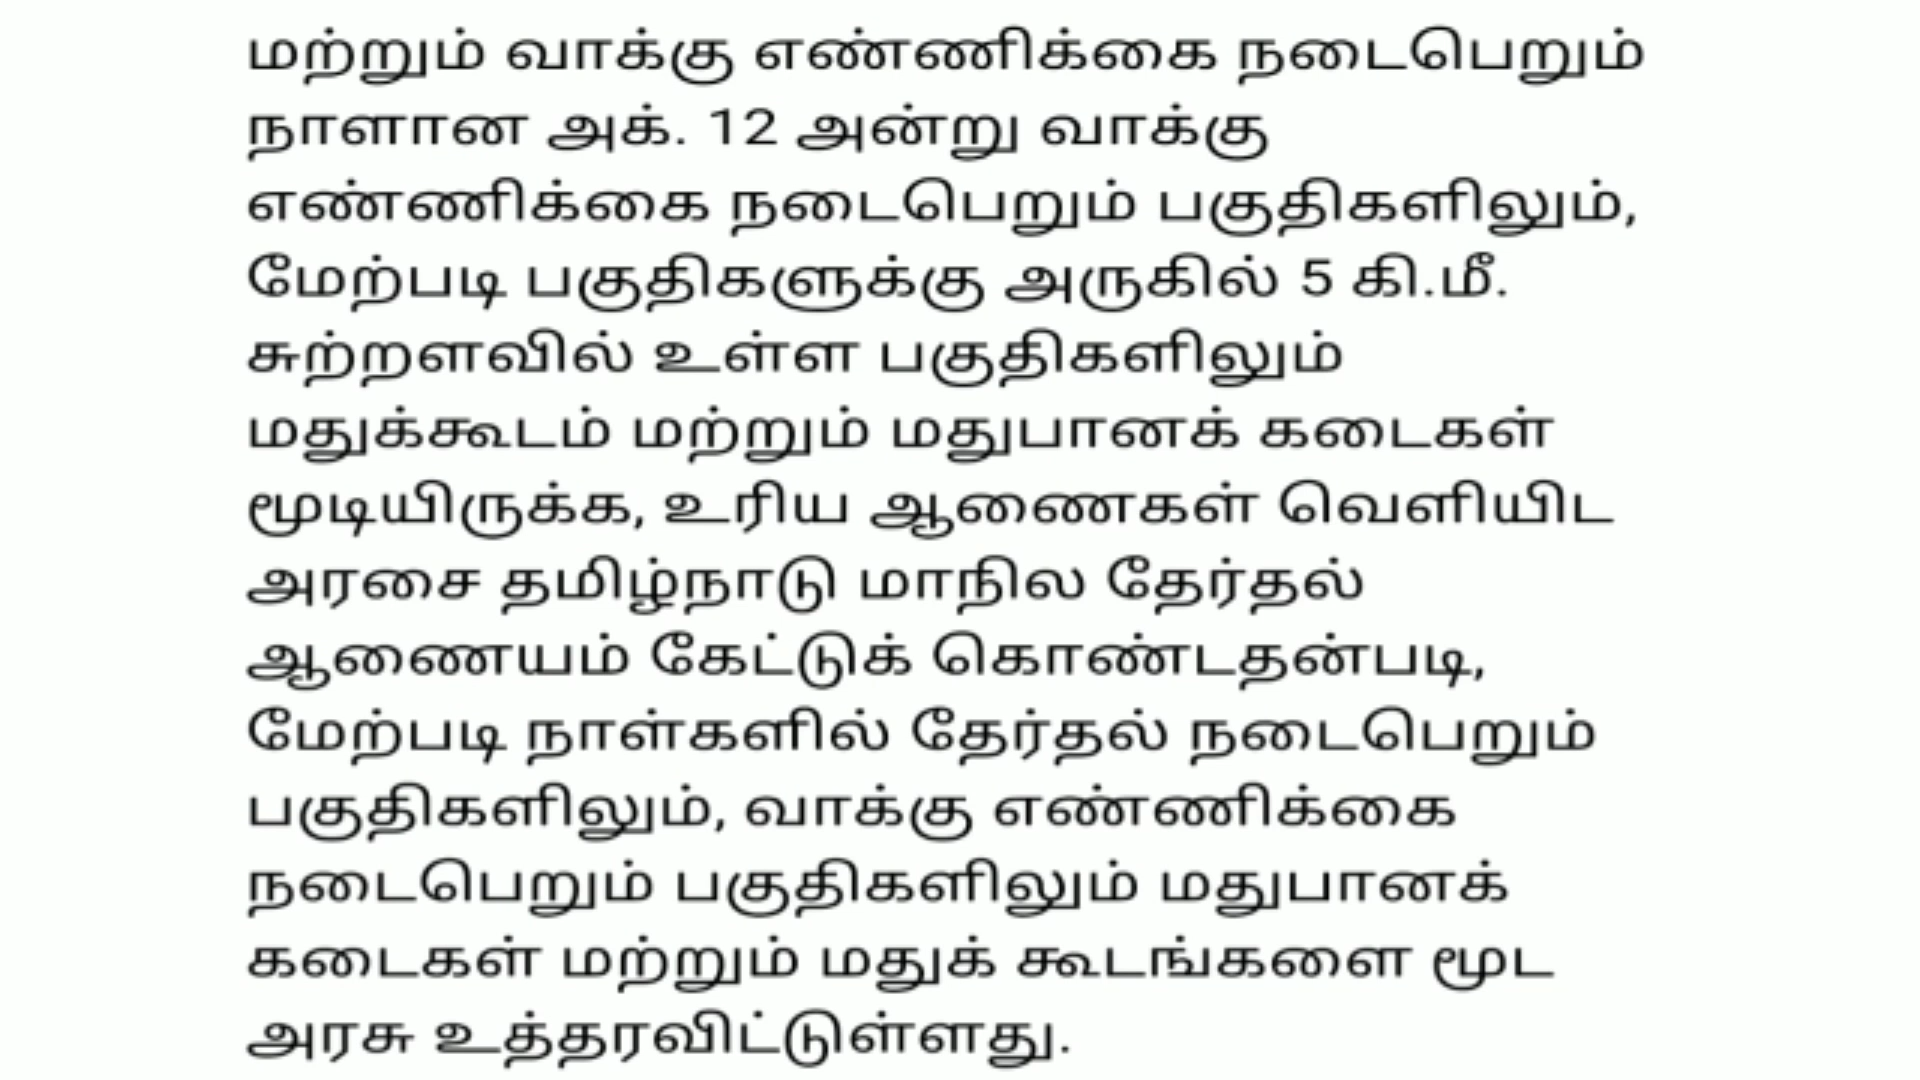 மற்றும் வாக்கு எண்ணிக்கை நடைபெறும்
நாளான அக். 12 அன்று வாக்கு
எண்ணிக்கை நடைபெறும் பகுதிகளிலும்,
மேற்படி பகுதிகளுக்கு அருகில் 5 கி.மீ.
சுற்றளவில் உள்ள பகுதிகளிலும்
மதுக்கூடம் மற்றும் மதுபானக் கடைகள்
மூடியிருக்க, உரிய ஆணைகள் வெளியிட
அரசை தமிழ்நாடு மாநில தேர்தல்
ஆணையம் கேட்டுக் கொண்டதன்படி,
மேற்படி நாள்களில் தேர்தல் நடைபெறும்
பகுதிகளிலும், வாக்கு எண்ணிக்கை
நடைபெறும் பகுதிகளிலும் மதுபானக்
கடைகள் மற்றும் மதுக் கூடங்களை மூட
அரசு உத்தரவிட்டுள்ளது.